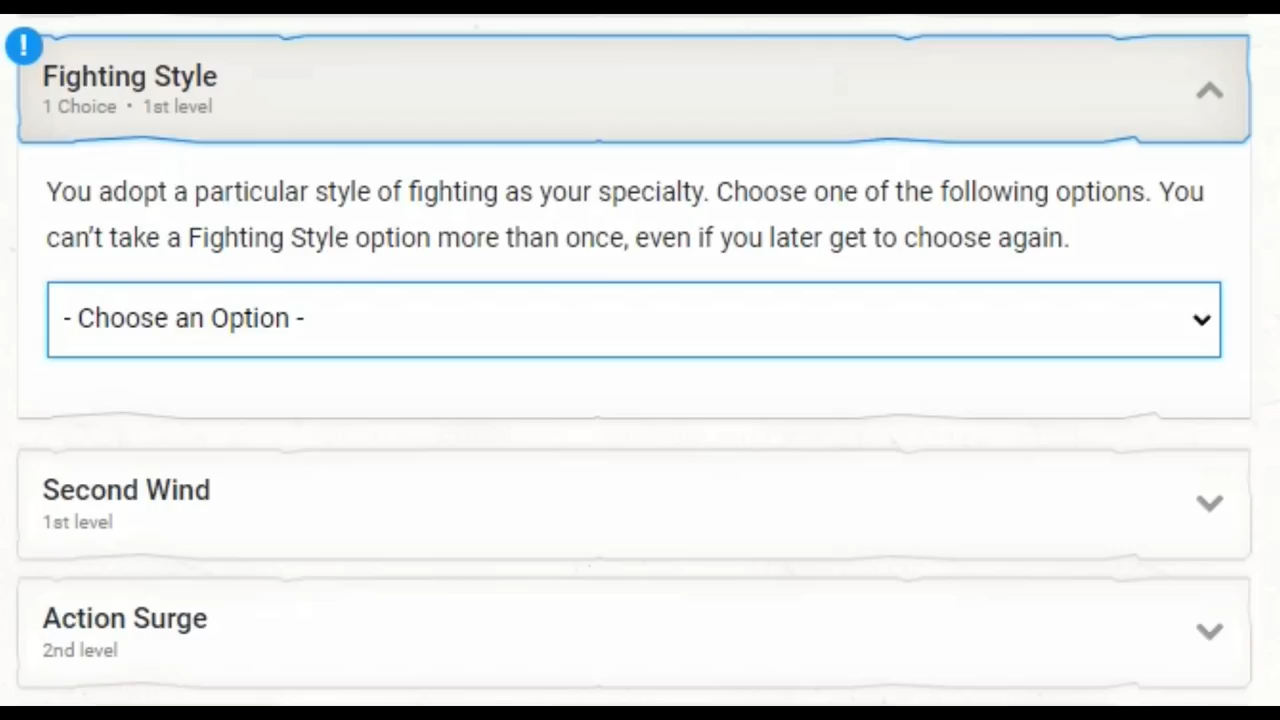 !
Fighting Style
1 Choice • 1st level
You adopt a particular style of fighting as your specialty. Choose one of the following options. You
can’t take a Fighting Style option more than once, even if you later get to choose again.
- Choose an Option -
Second Wind
1st level
Action Surge
2nd level